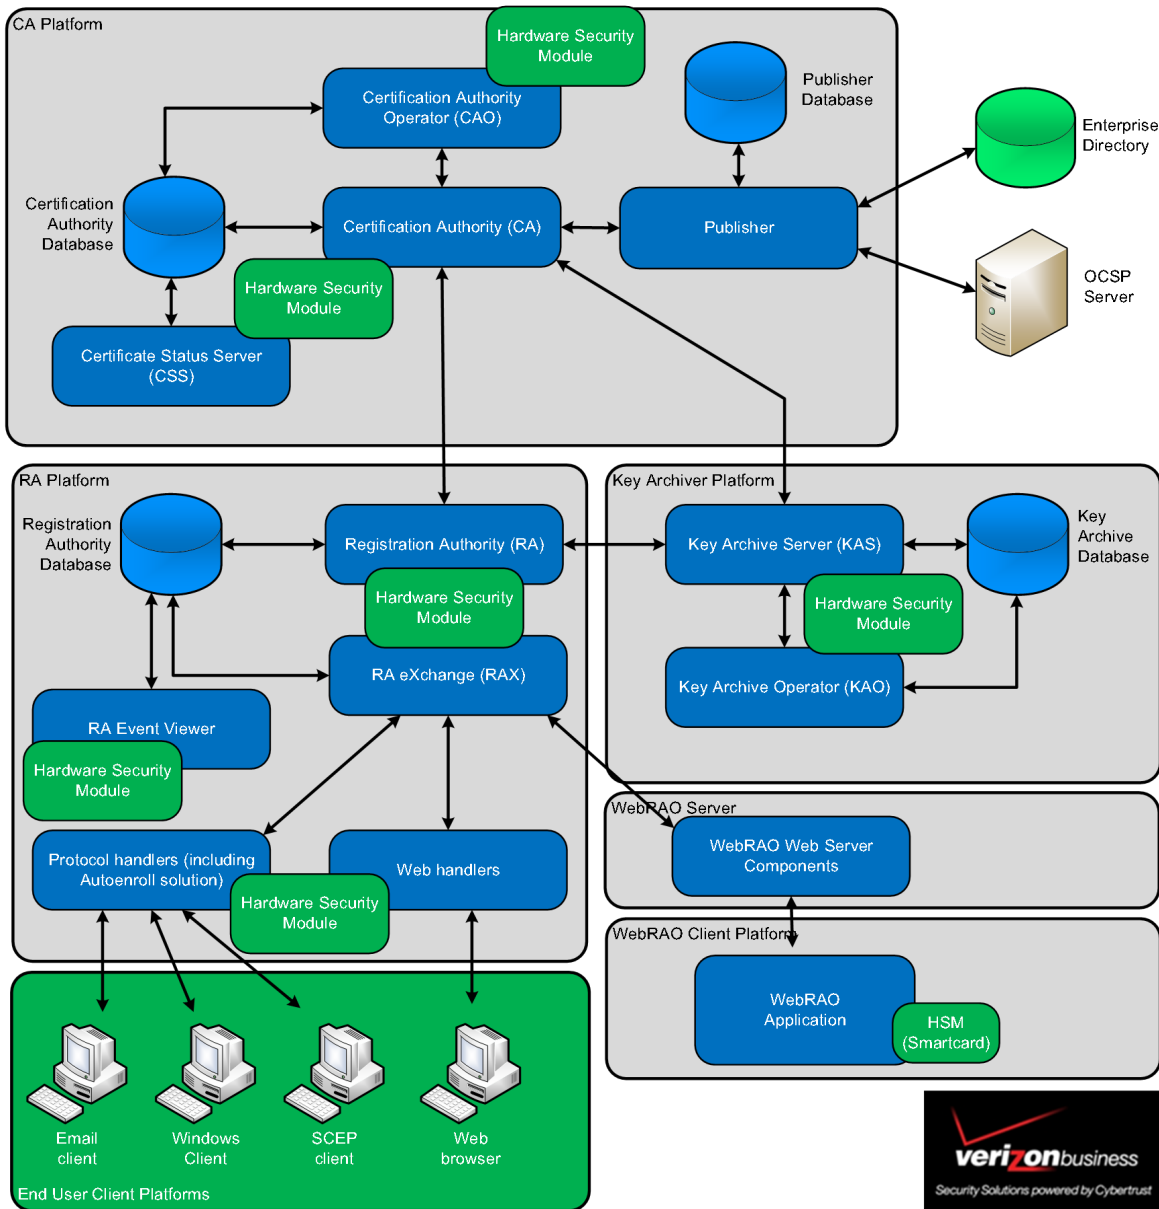 CA Platform
Hardware Security
Module
Certification Authority
Operator (CAO)
Publisher
Database
Enterprise
Directory
Certification
Authority
Database
Certification Authority (CA)
Publisher
Hardware Security
Module
OCSP
Server
Certificate Status Server
(CSS)
RA Platform
Registration
Authority
Database
Registration Authority (RA)
Hardware Security
Module
RA eXchange (RAX)
RA Event Viewer
Hardware Security
Module
Protocol handlers (including
Autoenroll solution)
Web handlers
Hardware Security
Module
Key Archiver Platform
Key Archive Server (KAS)
Key
Archive
Database
Hardware Security
Module
Key Archive Operator (KAO)
WebRAO Server
WebRAO Web Server
Components
WebRAO Client Platform
WebRAO
Application
HSM
(Smartcard)
Email
client
Windows
Client
SCEP
client
Web
browser
End User Client Platforms
verizonbusiness
Security Solutions powered by Cybertrust